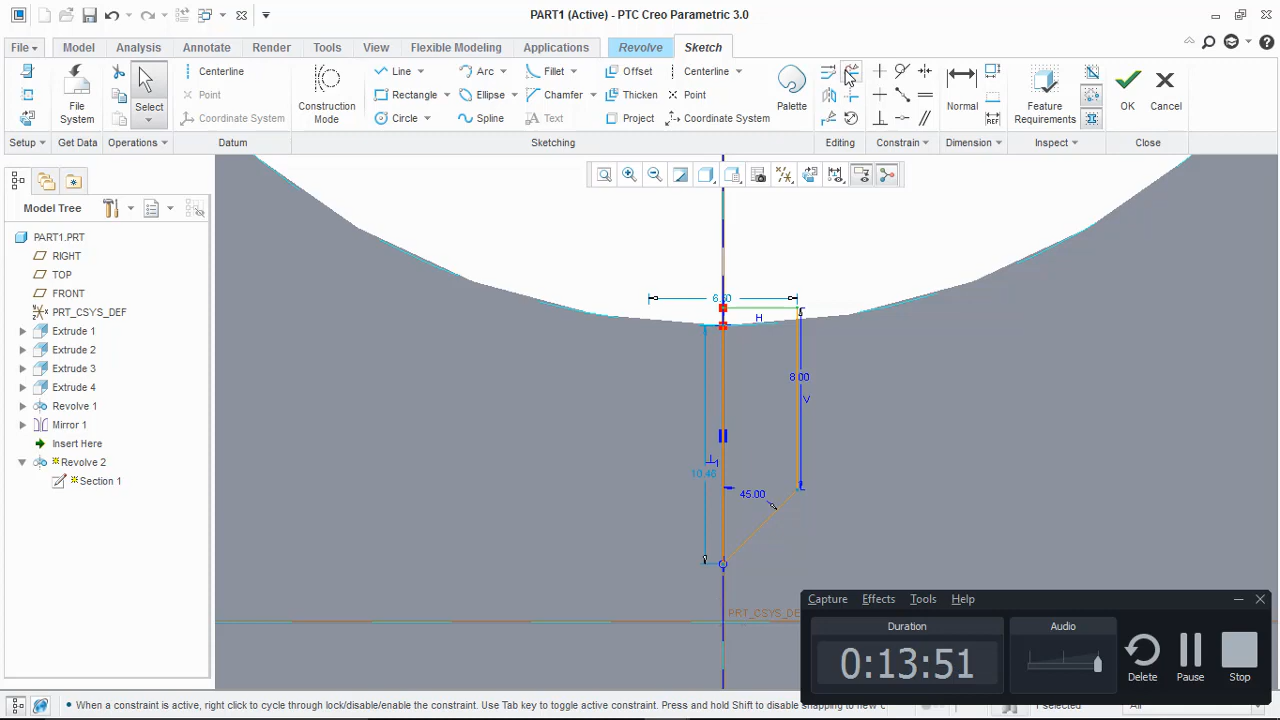 PART1 (Active) - PTC Creo Parametric 3.0
File Model Analysis Annotate Render Tools View Flexible Modeling Applications Revolve Sketch
Centerline Line Arc Fillet Offset Centerline
Point Rectangle Ellipse Chamfer Thicken Point
Coordinate System Circle Spline Text Project Coordinate System
File System Select Construction Mode Palette Normal Feature Requirements OK Cancel
Setup Get Data Operations Datum Sketching Editing Constrain Dimension Inspect Close
Model Tree
PART1.PRT
RIGHT
TOP
FRONT
PRT_CSYS_DEF
Extrude 1
Extrude 2
Extrude 3
Extrude 4
Revolve 1
Mirror 1
Insert Here
Revolve 2
Section 1
H
8.00
V
10.46
45.00
PRT_CSYS_DE
Capture Effects Tools Help
Duration Audio
0:13:51
Delete Pause Stop
• When a constraint is active, right click to cycle through lock/disable/enable the constraint. Use Tab key to toggle active constraint. Press and hold Shift to disable snapping to new